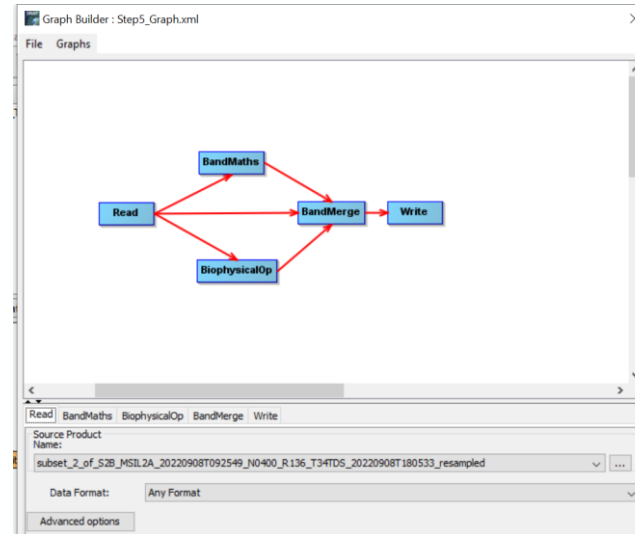 Graph Builder : Step5_Graph.xml
File Graphs
BandMaths
Read
BandMerge
Write
BiophysicalOp
Read BandMaths BiophysicalOp BandMerge Write
Source Product
Name:
subset_2_of_S2B_MSIL2A_20220908T092549_N0400_R136_T34TDS_20220908T180533_resampled
...
Data Format: Any Format
Advanced options